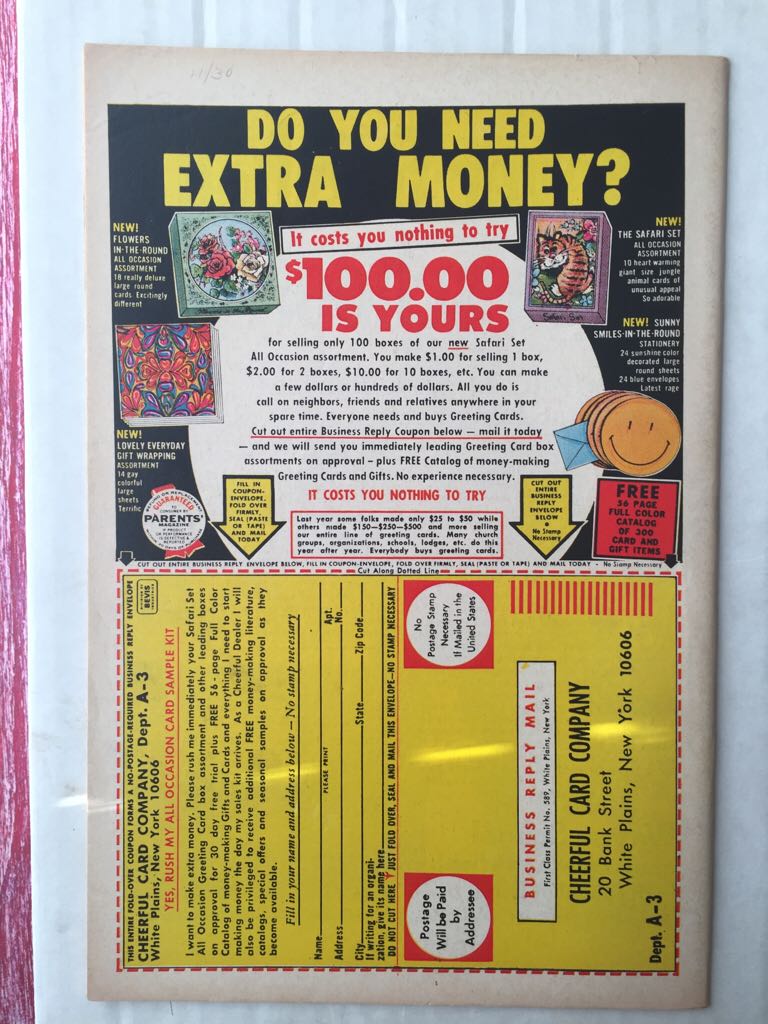 11/30
DO YOU NEED
EXTRA MONEY?
NEW!
FLOWERS
IN-THE-ROUND
ALL OCCASION
ASSORTMENT
18 really deluxe
large round
cards Excitingly
different
It costs you nothing to try
NEW!
THE SAFARI SET
ALL OCCASION
ASSORTMENT
10 heart warming
giant size jungle
animal cards of
unusual appeal
So adorable
Safari Set
$100.00
IS YOURS
for selling only 100 boxes of our new Safari Set
All Occasion assortment. You make $1.00 for selling 1 box,
$2.00 for 2 boxes, $10.00 for 10 boxes, etc. You can make
a few dollars or hundreds of dollars. All you do is
call on neighbors, friends and relatives anywhere in your
spare time. Everyone needs and buys Greeting Cards.
Cut out entire Business Reply Coupon below – mail it today
– and we will send you immediately leading Greeting Card box
assortments on approval – plus FREE Catalog of money-making
Greeting Cards and Gifts. No experience necessary.
IT COSTS YOU NOTHING TO TRY
NEW! SUNNY
SMILES-IN-THE-ROUND
STATIONERY
24 sunshine color
decorated large
round sheets
24 blue envelopes
Latest rage
NEW!
LOVELY EVERYDAY
GIFT WRAPPING
ASSORTMENT
14 gay
colorful
large
sheets
Terrific
GUARANTEED
PARENTS'
MAGAZINE
FILL IN
COUPON-
ENVELOPE,
FOLD OVER
FIRMLY,
SEAL (PASTE
OR TAPE)
AND MAIL
TODAY
Last year some folks made only $25 to $50 while
others made $150—$250—$500 and more selling
our entire line of greeting cards. Many church
groups, organizations, schools, lodges, etc. do this
year after year. Everybody buys greeting cards.
CUT OUT
ENTIRE
BUSINESS
REPLY
ENVELOPE
BELOW
No Stamp
Necessary
FREE
56 PAGE
FULL COLOR
CATALOG
OF 300
CARD AND
GIFT ITEMS
CUT OUT ENTIRE BUSINESS REPLY ENVELOPE BELOW, FILL IN COUPON-ENVELOPE, FOLD OVER FIRMLY, SEAL (PASTE OR TAPE) AND MAIL TODAY - No Stamp Necessary
Cut Along Dotted Line
THIS ENTIRE FOLD-OVER COUPON FORMS A NO-POSTAGE-REQUIRED BUSINESS REPLY ENVELOPE
BEVIS
CHEERFUL CARD COMPANY, Dept. A-3
White Plains, New York 10606
YES, RUSH MY ALL OCCASION CARD SAMPLE KIT
I want to make extra money. Please rush me immediately your Safari Set
All Occasion Greeting Card box assortment and other leading boxes
on approval for 30 day free trial plus FREE 56-page Full Color
Catalog of money-making Gifts and Cards and everything I need to start
making money the day my sales kit arrives. As a Cheerful Dealer I will
also be privileged to receive additional FREE money-making literature,
catalogs, special offers and seasonal samples on approval as they
become available.
Fill in your name and address below — No stamp necessary
PLEASE PRINT
Name
Apt.
Address No.
City State Zip Code
If writing for an organi-
zation, give its name here
DO NOT CUT HERE JUST FOLD OVER, SEAL AND MAIL THIS ENVELOPE—NO STAMP NECESSARY
No
Postage Stamp
Necessary
If Mailed in the
United States
Postage
Will be Paid
by
Addressee
BUSINESS REPLY MAIL
First Class Permit No. 589, White Plains, New York
CHEERFUL CARD COMPANY
20 Bank Street
White Plains, New York 10606
Dept. A-3